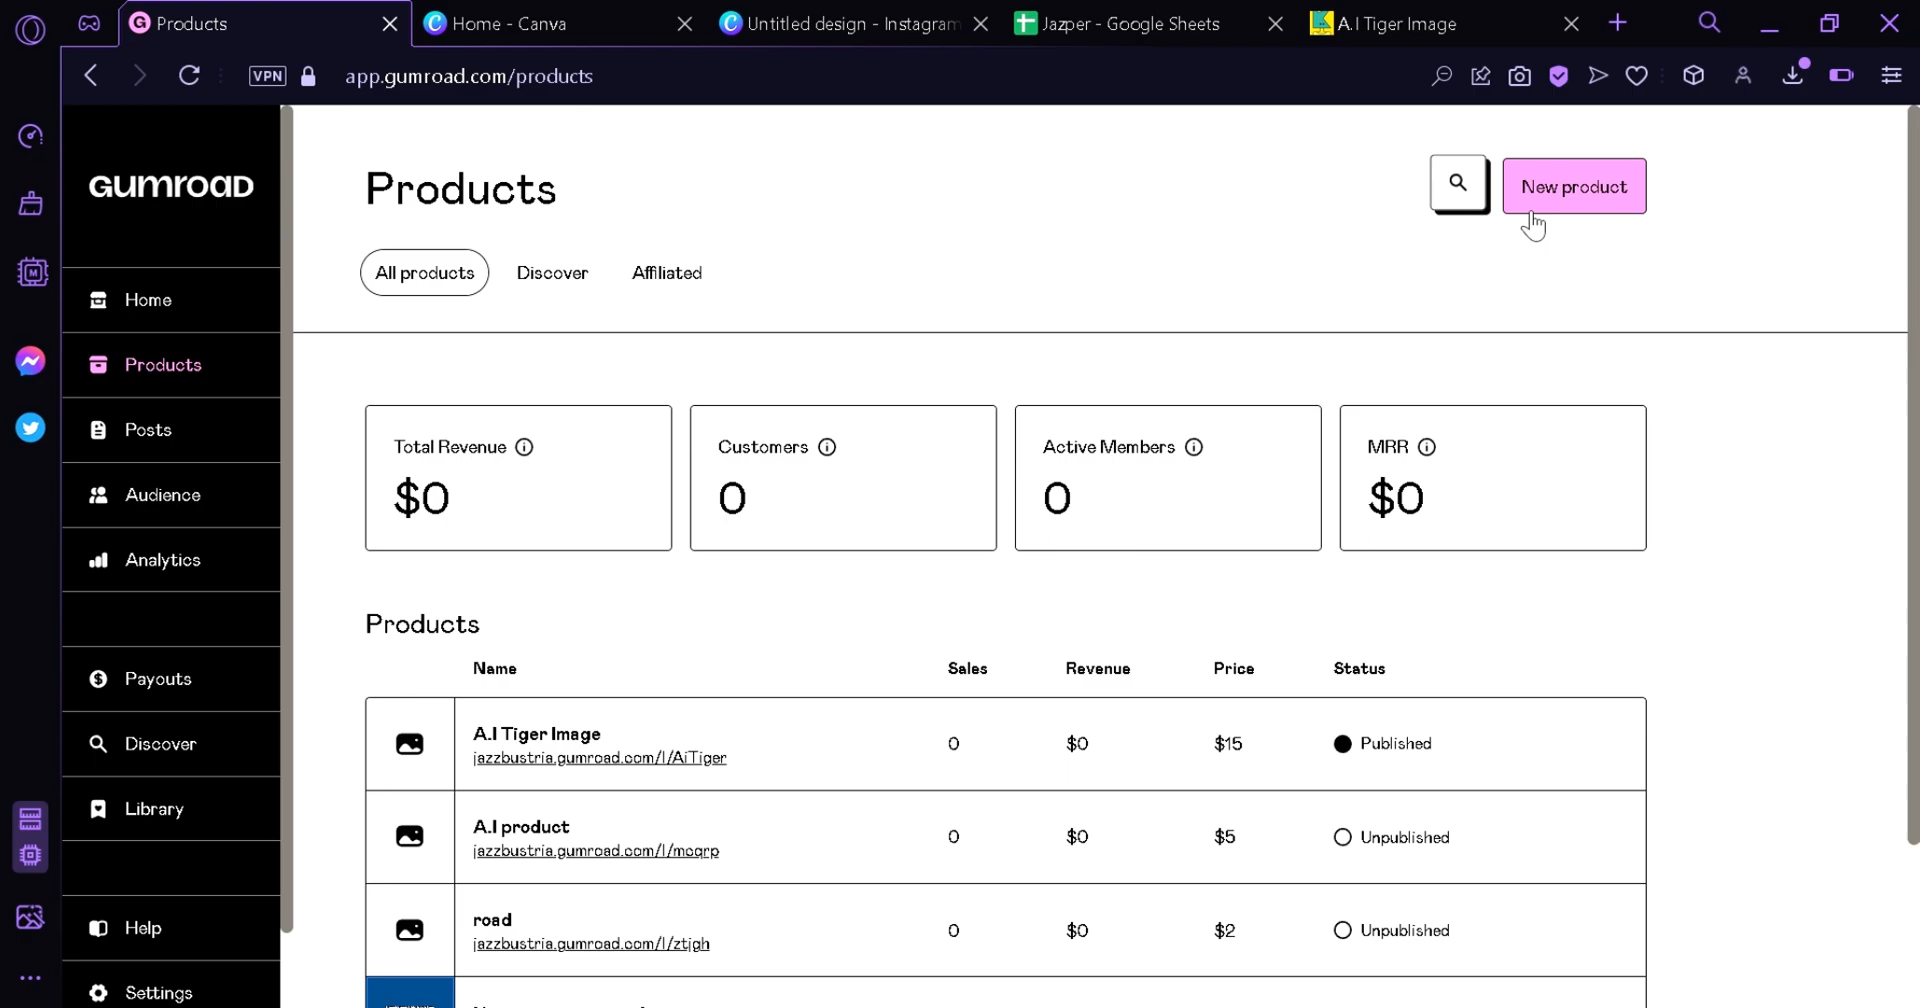 Products
Home - Canva
Untitled design - Instagram
Jazper - Google Sheets
A.I Tiger Image
VPN
app.gumroad.com/products
GUMROAD
Home
Products
Posts
Audience
Analytics
Payouts
Discover
Library
Help
Settings
Products
New product
All products
Discover
Affiliated
Total Revenue
$0
Customers
0
Active Members
0
MRR
$0
Products
Name Sales Revenue Price Status
A.I Tiger Image
jazzbustria.gumroad.com/l/AiTiger
0 $0 $15 Published
A.I product
jazzbustria.gumroad.com/l/moqrp
0 $0 $5 Unpublished
road
jazzbustria.gumroad.com/l/ztjgh
0 $0 $2 Unpublished